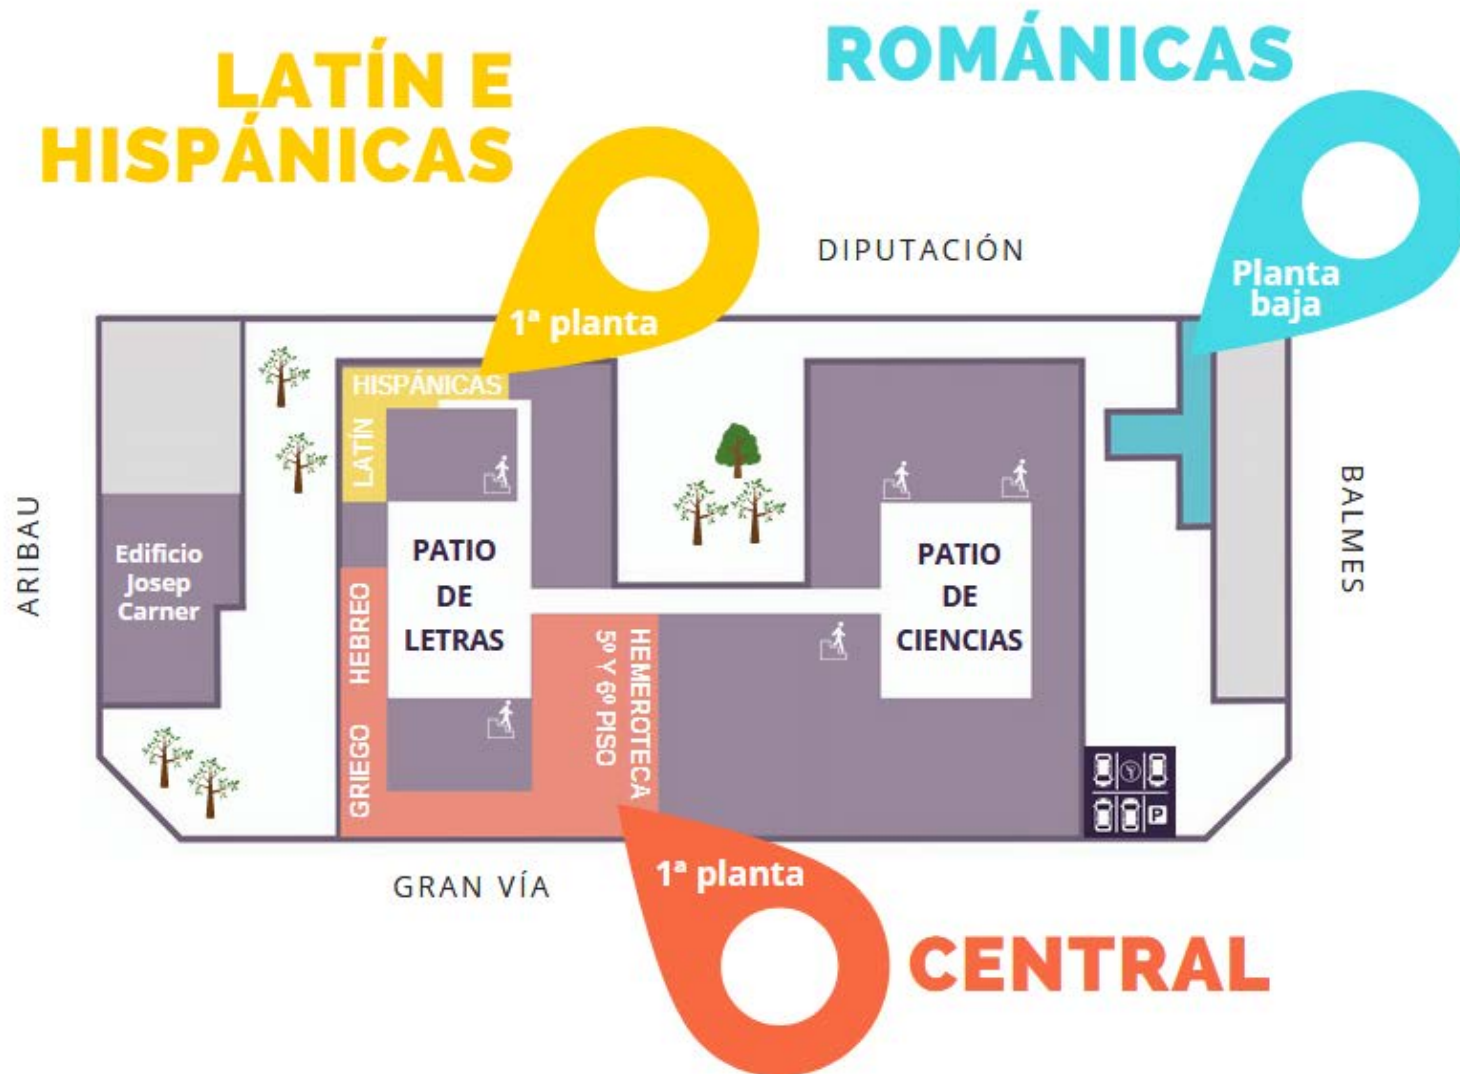 LATÍN E
HISPÁNICAS
ROMÁNICAS
DIPUTACIÓN
1ª planta
Planta
baja
HISPÁNICAS
LATÍN
ARIBAU
Edificio
Josep
Carner
PATIO
DE
LETRAS
PATIO
DE
CIENCIAS
BALMES
HEBREO
GRIEGO
HEMEROTECA
5º Y 6º PISO
P
GRAN VÍA
1ª planta
CENTRAL